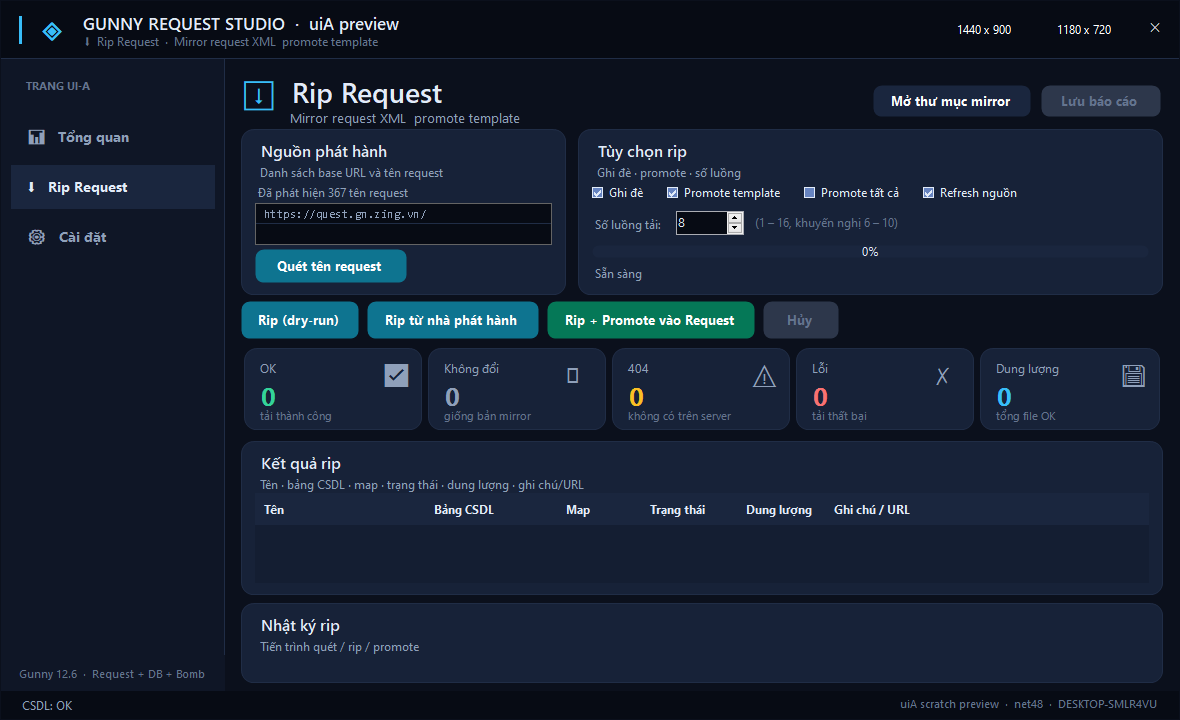 GUNNY REQUEST STUDIO · uiA preview
Rip Request · Mirror request XML promote template
1440 x 900
1180 x 720
TRANG UI-A
Tổng quan
Rip Request
Cài đặt
Rip Request
Mirror request XML promote template
Mở thư mục mirror
Lưu báo cáo
Nguồn phát hành
Danh sách base URL và tên request
Đã phát hiện 367 tên request
https://quest.gn.zing.vn/
Quét tên request
Tùy chọn rip
Ghi đè · promote · số luồng
Ghi đè
Promote template
Promote tất cả
Refresh nguồn
Số luồng tải:
8
(1 – 16, khuyến nghị 6 – 10)
0%
Sẵn sàng
Rip (dry-run)
Rip từ nhà phát hành
Rip + Promote vào Request
Hủy
OK
0
tải thành công
Không đổi
0
giống bản mirror
404
0
không có trên server
Lỗi
0
tải thất bại
Dung lượng
0
tổng file OK
Kết quả rip
Tên · bảng CSDL · map · trạng thái · dung lượng · ghi chú/URL
Tên
Bảng CSDL
Map
Trạng thái
Dung lượng
Ghi chú / URL
Nhật ký rip
Tiến trình quét / rip / promote
Gunny 12.6 · Request + DB + Bomb
CSDL: OK
uiA scratch preview · net48 · DESKTOP-SMLR4VU